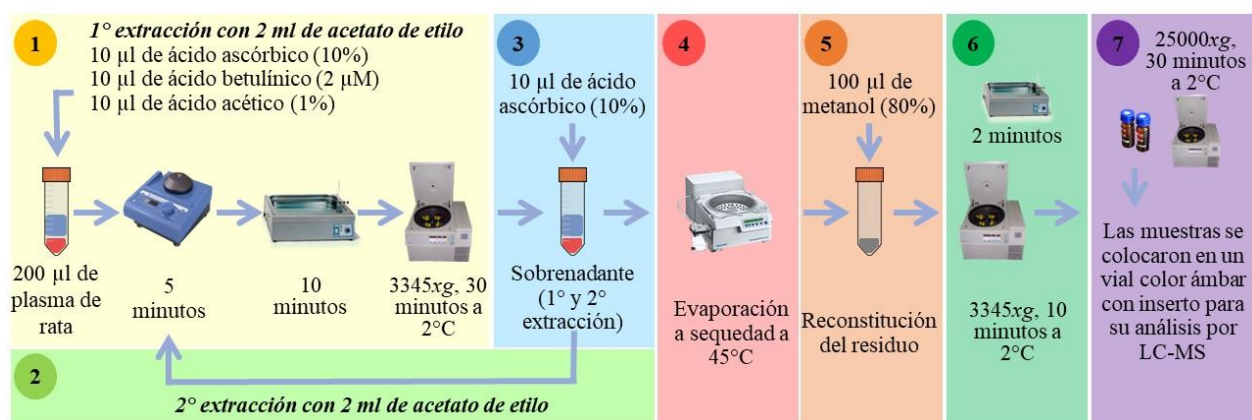 1
1° extracción con 2 ml de acetato de etilo
10 µl de ácido ascórbico (10%)
10 µl de ácido betulínico (2 µM)
10 µl de ácido acético (1%)
200 µl de
plasma de
rata
5
minutos
10
minutos
3345xg, 30
minutos a
2°C
2
2° extracción con 2 ml de acetato de etilo
3
10 µl de ácido
ascórbico (10%)
Sobrenadante
(1° y 2°
extracción)
4
Evaporación
a sequedad a
45°C
5
100 µl de
metanol (80%)
Reconstitución
del residuo
6
2 minutos
3345xg, 10
minutos a
2°C
7
25000xg,
30 minutos
a 2°C
Las muestras se
colocaron en un
vial color ámbar
con inserto para
su análisis por
LC-MS